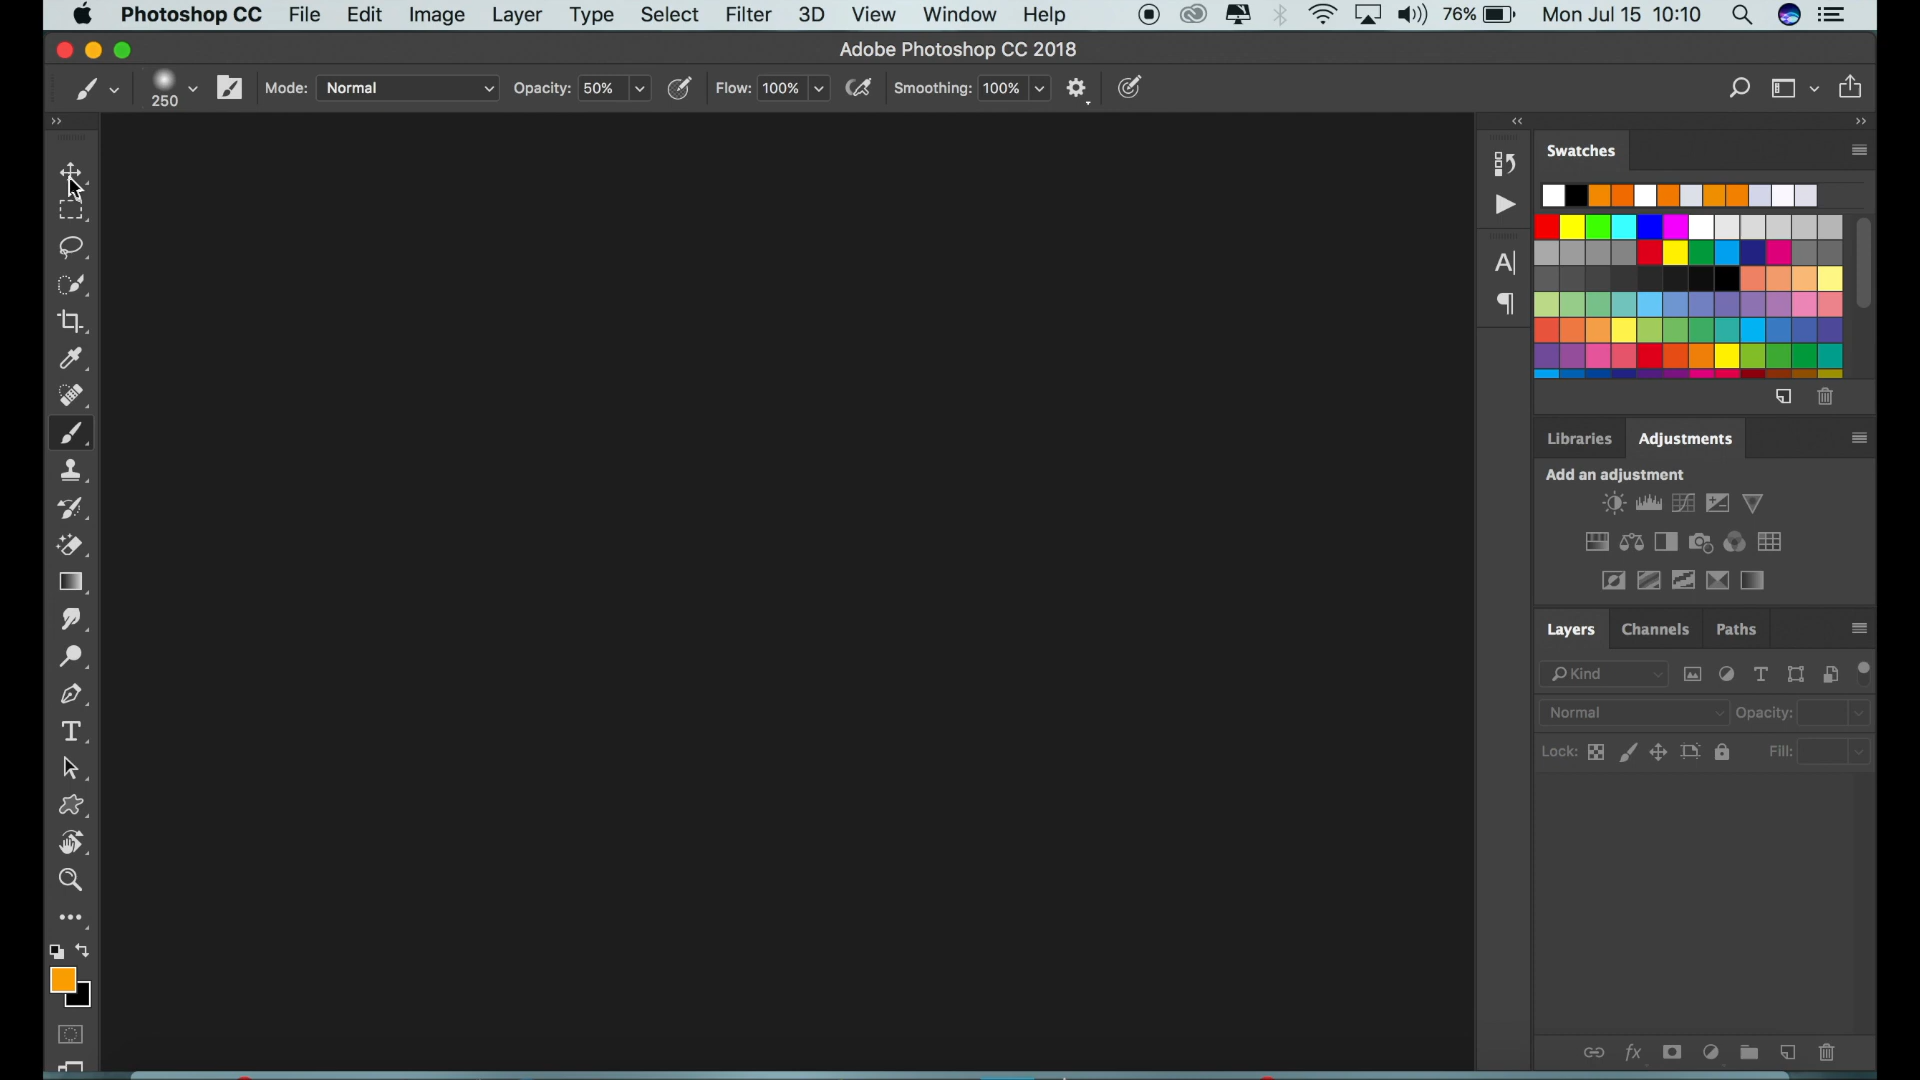 Photoshop CC File Edit Image Layer Type Select Filter 3D View Window Help 76% Mon Jul 15 10:10
Adobe Photoshop CC 2018
250 Mode: Normal Opacity: 50% Flow: 100% Smoothing: 100%
Swatches
Libraries Adjustments
Add an adjustment
Layers Channels Paths
Kind
Normal Opacity:
Lock: Fill: